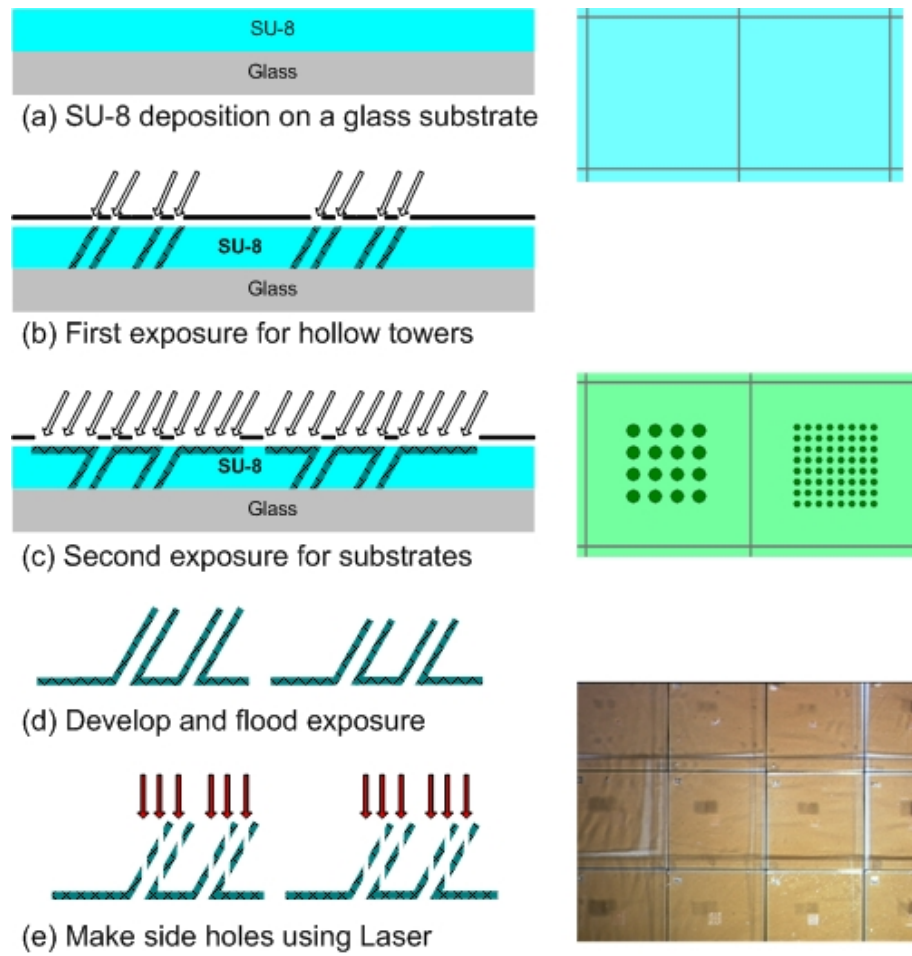 SU-8
Glass
(a) SU-8 deposition on a glass substrate
SU-8
Glass
(b) First exposure for hollow towers
SU-8
Glass
(c) Second exposure for substrates
(d) Develop and flood exposure
(e) Make side holes using Laser